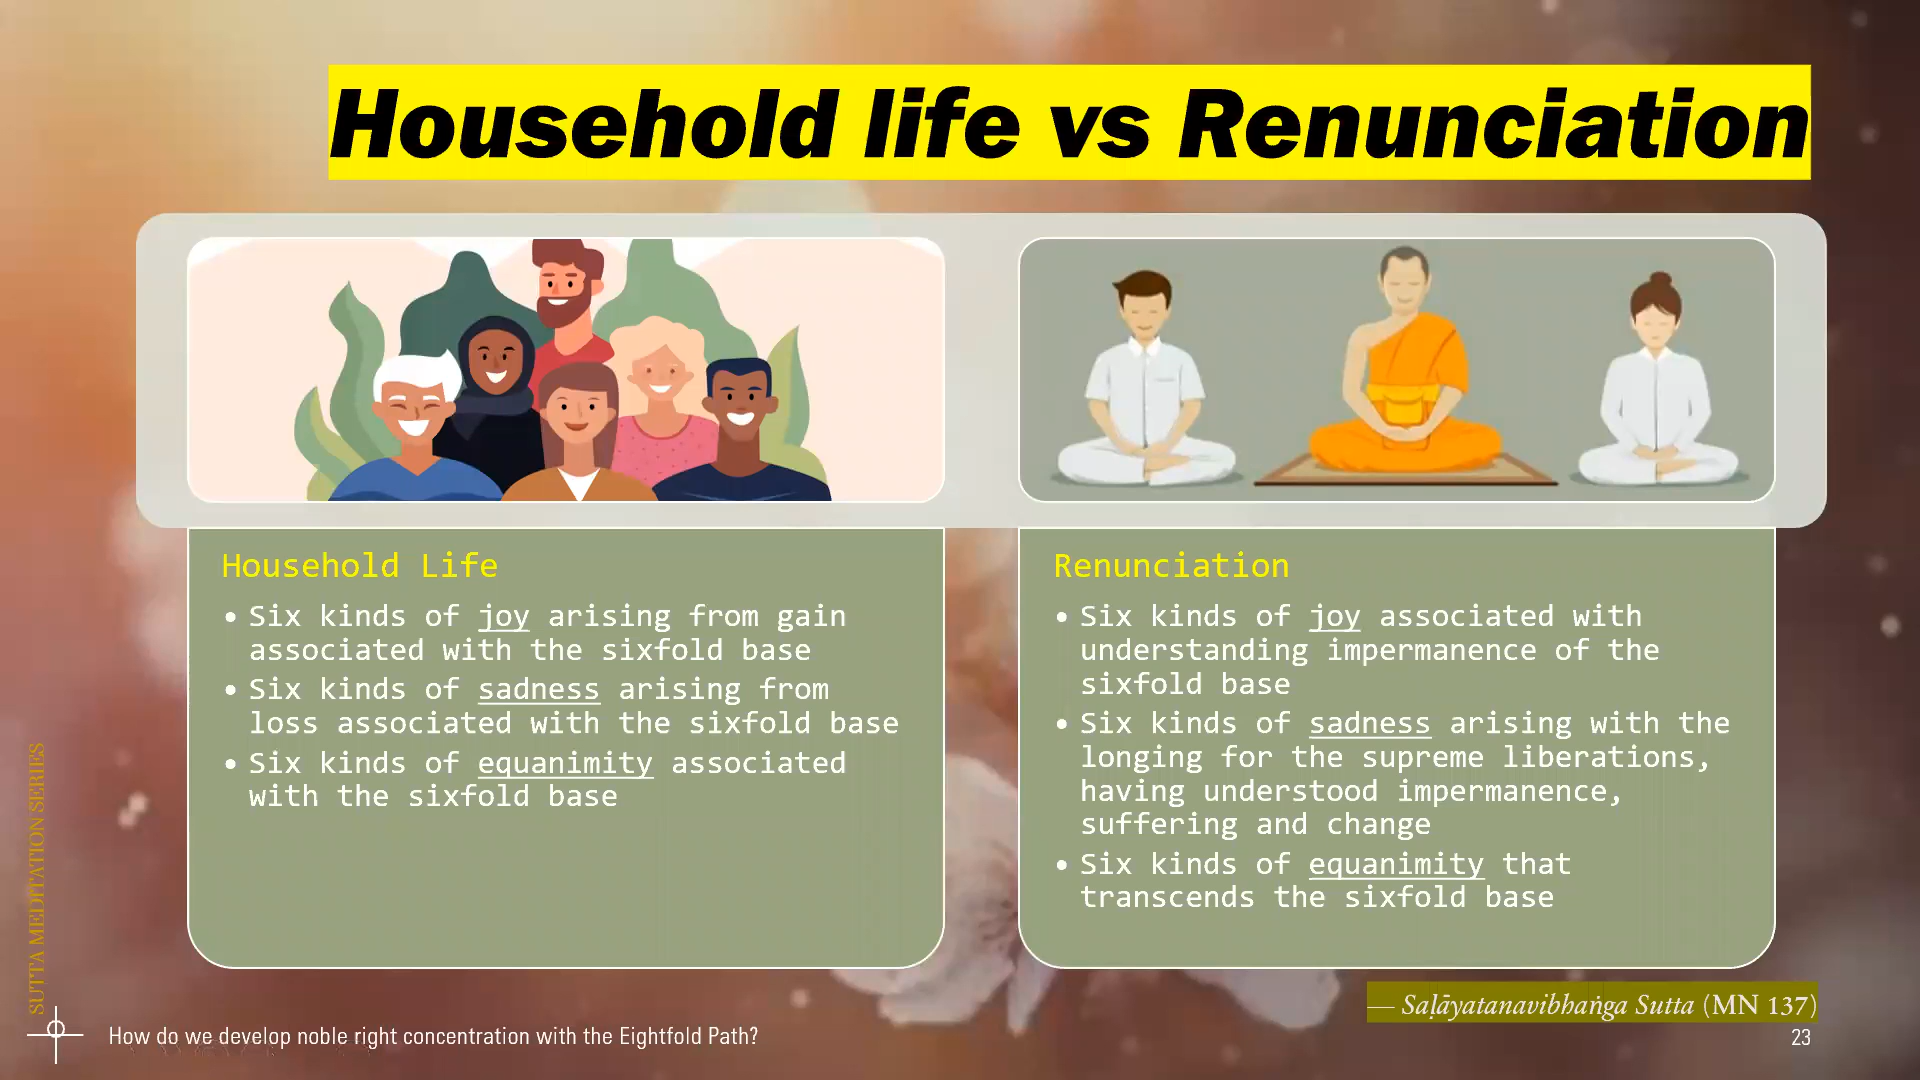 Household life vs Renunciation
Household Life
• Six kinds of joy arising from gain
associated with the sixfold base
• Six kinds of sadness arising from
loss associated with the sixfold base
• Six kinds of equanimity associated
with the sixfold base
Renunciation
• Six kinds of joy associated with
understanding impermanence of the
sixfold base
• Six kinds of sadness arising with the
longing for the supreme liberations,
having understood impermanence,
suffering and change
• Six kinds of equanimity that
transcends the sixfold base
SUTTA MEDITATION SERIES
— Saḷāyatanavibhaṅga Sutta (MN 137)
How do we develop noble right concentration with the Eightfold Path?
23